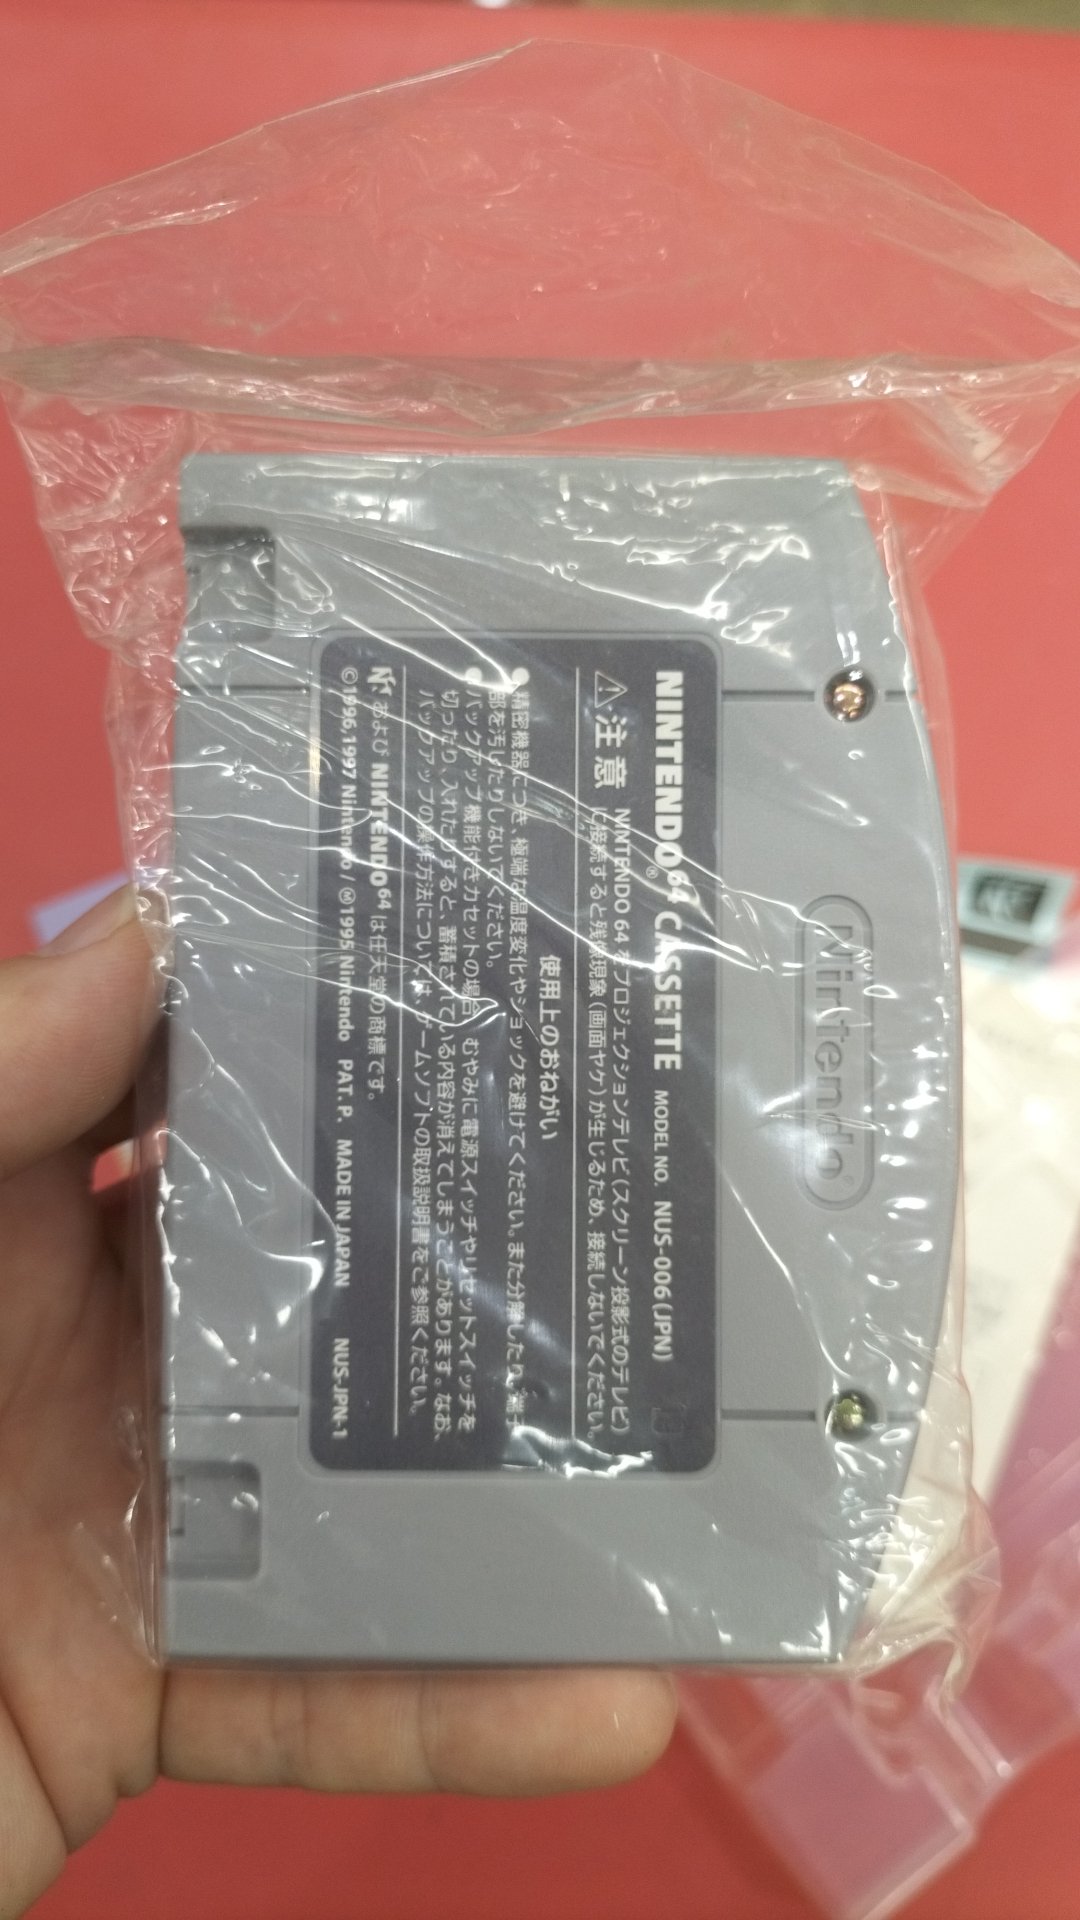 Nintendo®
NINTENDO⁶⁴ CASSETTE MODEL NO. NUS-006(JPN)
®
⚠注意 NINTENDO 64 をプロジェクションテレビ(スクリーン投影式のテレビ)
に接続すると残像現象(画面ヤケ)が生じるため、接続しないでください。
使用上のおねがい
●精密機器につき、極端な温度変化やショックを避けてください。また分解したり、端子
部を汚したりしないでください。
●バックアップ機能付きカセットの場合、むやみに電源スイッチやリセットスイッチを
切ったり、入れたりすると、蓄積されている内容が消えてしまうことがあります。なお、
バックアップの操作方法については、ゲームソフトの取扱説明書をご参照ください。
および NINTENDO⁶⁴ は任天堂の商標です。
©1996,1997 Nintendo/Ⓜ1995 Nintendo PAT. P. MADE IN JAPAN NUS-JPN-1